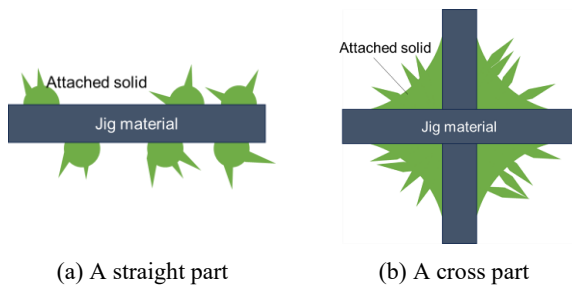 Attached solid
Jig material
Attached solid
Jig material
(a) A straight part
(b) A cross part